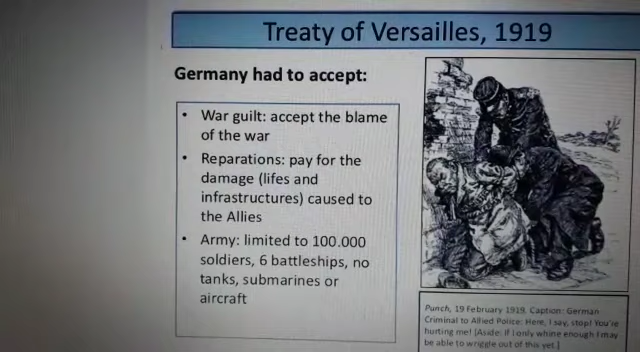 Treaty of Versailles, 1919
Germany had to accept:
• War guilt: accept the blame
of the war
• Reparations: pay for the
damage (lifes and
infrastructures) caused to
the Allies
• Army: limited to 100.000
soldiers, 6 battleships, no
tanks, submarines or
aircraft
Punch, 19 February 1919. Caption: German
Criminal to Allied Police: Here, I say, stop! You're
hurting me! [Aside: If I only whine enough I may
be able to wriggle out of this yet.]